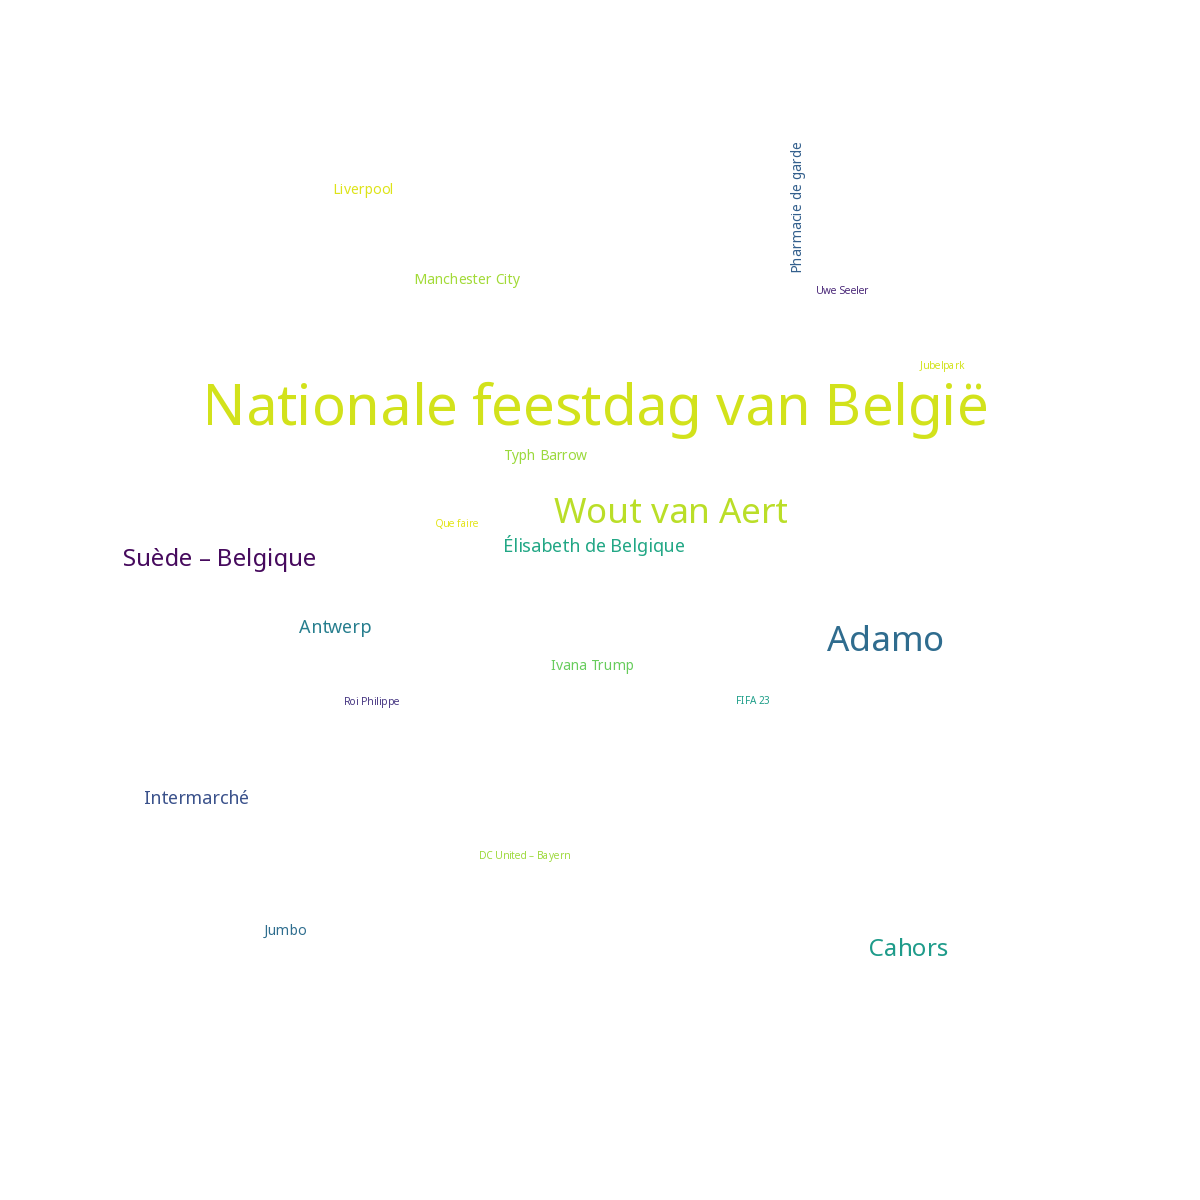 Liverpool
Pharmacie de garde
Manchester City
Uwe Seeler
Jubelpark
Nationale feestdag van België
Typh Barrow
Wout van Aert
Que faire
Élisabeth de Belgique
Suède – Belgique
Antwerp
Adamo
Ivana Trump
Roi Philippe
FIFA 23
Intermarché
DC United – Bayern
Jumbo
Cahors